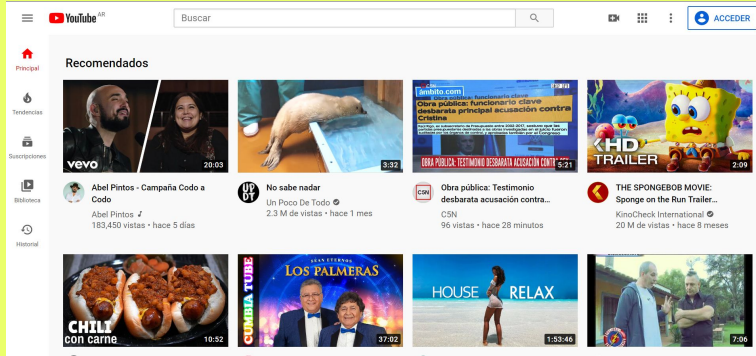 YouTube AR
Buscar
ACCEDER
Principal
Tendencias
Suscripciones
Biblioteca
Historial
Recomendados
vevo
20:03
Abel Pintos - Campaña Codo a
Codo
Abel Pintos
183,450 vistas • hace 5 días
3:32
UP
DT
No sabe nadar
Un Poco De Todo
2.3 M de vistas • hace 1 mes
ámbito.com
Obra pública: funcionario clave
desbarata principal acusación contra
Cristina
OBRA PÚBLICA: TESTIMONIO DESBARATA ACUSACIÓN
5:21
C5N
Obra pública: Testimonio
desbarata acusación contra...
C5N
96 vistas • hace 28 minutos
HD
TRAILER
2:09
THE SPONGEBOB MOVIE:
Sponge on the Run Trailer...
KinoCheck International
20 M de vistas • hace 8 meses
CHILI
con carne
10:52
CUMBIA TUBE
SEAN ETERNOS
LOS PALMERAS
37:02
HOUSE RELAX
1:53:46
7:06